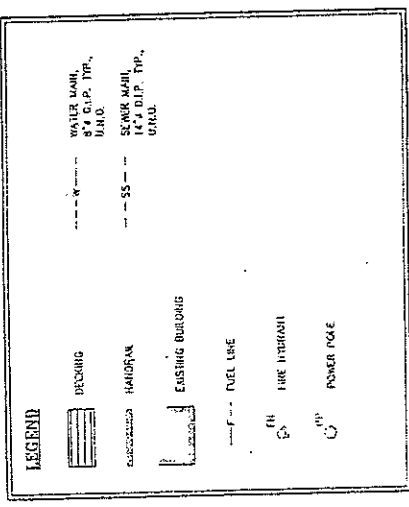 LEGEND
DECKING
HANDRAIL
EXISTING BUILDING
F FUEL LINE
FH FIRE HYDRANT
PP POWER POLE
W WATER MAIN,
8"ø D.I.P. TYP.,
U.N.O.
SS SEWER MAIN,
14"ø D.I.P. TYP.,
U.N.O.